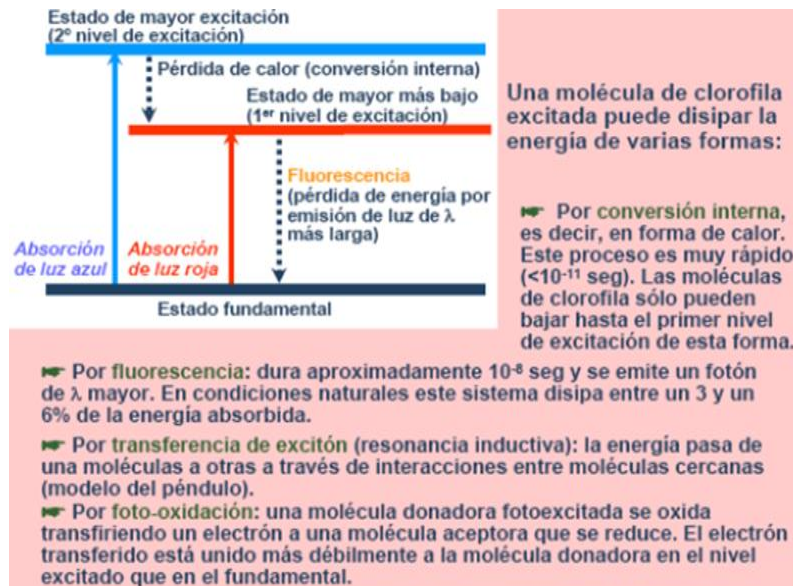 Estado de mayor excitación
(2º nivel de excitación)
Pérdida de calor (conversión interna)
Estado de mayor más bajo
(1er nivel de excitación)
Fluorescencia
(pérdida de energía por
emisión de luz de λ
más larga)
Absorción
de luz azul
Absorción
de luz roja
Estado fundamental
Una molécula de clorofila
excitada puede disipar la
energía de varias formas:
☛ Por conversión interna,
es decir, en forma de calor.
Este proceso es muy rápido
(<10⁻¹¹ seg). Las moléculas
de clorofila sólo pueden
bajar hasta el primer nivel
de excitación de esta forma.
☛ Por fluorescencia: dura aproximadamente 10⁻⁸ seg y se emite un fotón
de λ mayor. En condiciones naturales este sistema disipa entre un 3 y un
6% de la energía absorbida.
☛ Por transferencia de excitón (resonancia inductiva): la energía pasa de
una moléculas a otras a través de interacciones entre moléculas cercanas
(modelo del péndulo).
☛ Por foto-oxidación: una molécula donadora fotoexcitada se oxida
transfiriendo un electrón a una molécula aceptora que se reduce. El electrón
transferido está unido más débilmente a la molécula donadora en el nivel
excitado que en el fundamental.